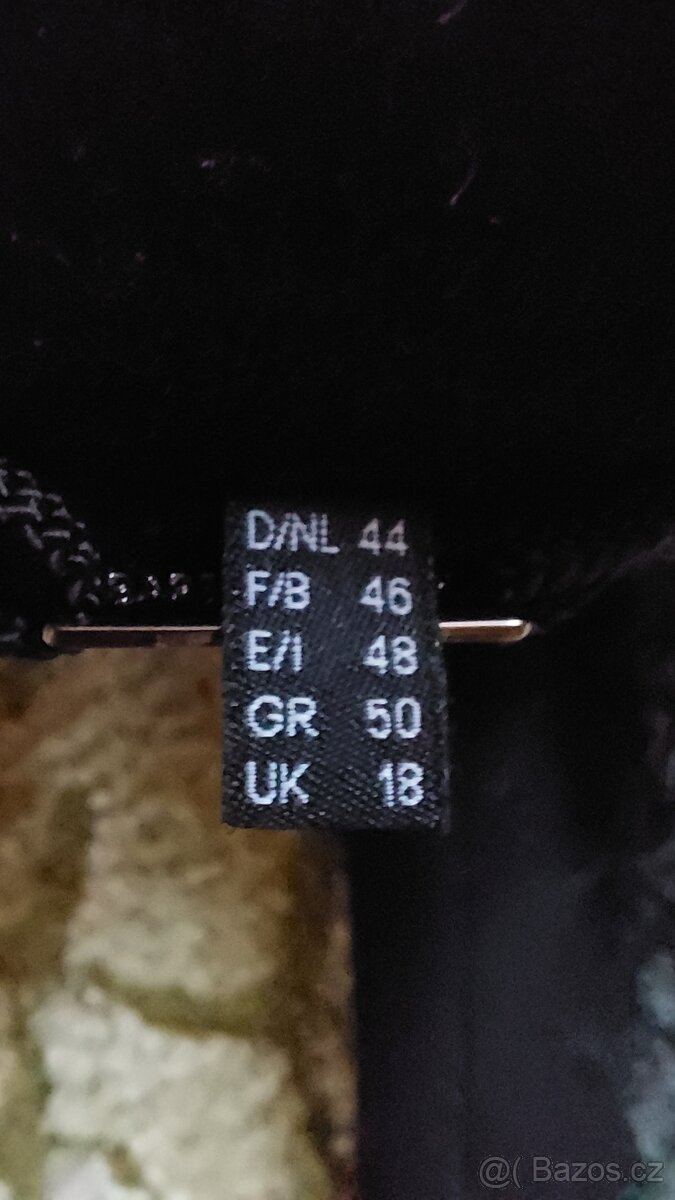 D/NL 44
F/B 46
E/I 48
GR 50
UK 18
@( Bazos.cz